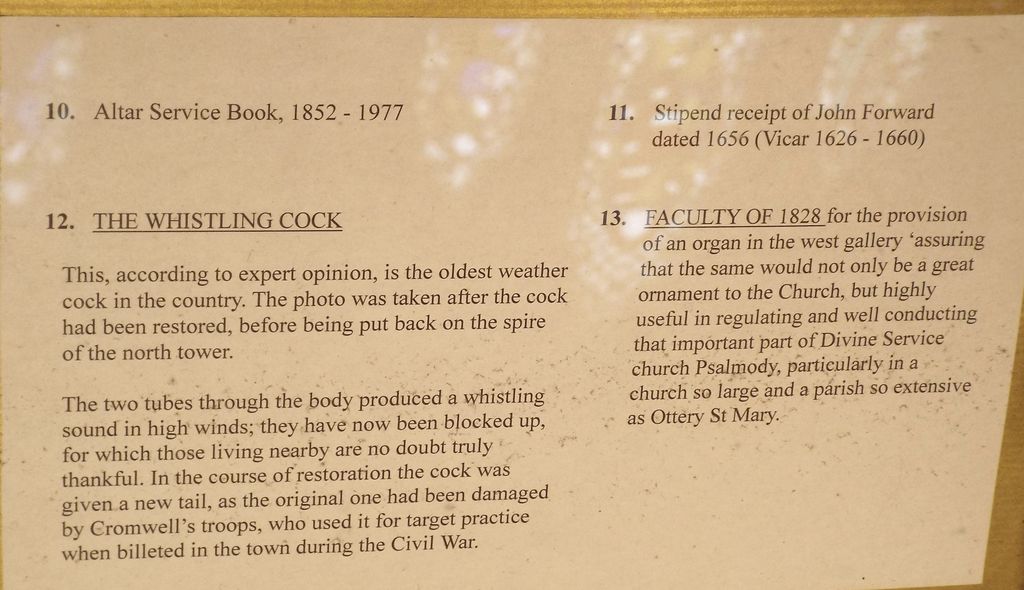 10. Altar Service Book, 1852 - 1977
11. Stipend receipt of John Forward
dated 1656 (Vicar 1626 - 1660)
12. THE WHISTLING COCK
This, according to expert opinion, is the oldest weather
cock in the country. The photo was taken after the cock
had been restored, before being put back on the spire
of the north tower.
The two tubes through the body produced a whistling
sound in high winds; they have now been blocked up,
for which those living nearby are no doubt truly
thankful. In the course of restoration the cock was
given a new tail, as the original one had been damaged
by Cromwell's troops, who used it for target practice
when billeted in the town during the Civil War.
13. FACULTY OF 1828 for the provision
of an organ in the west gallery ‘assuring
that the same would not only be a great
ornament to the Church, but highly
useful in regulating and well conducting
that important part of Divine Service
church Psalmody, particularly in a
church so large and a parish so extensive
as Ottery St Mary.